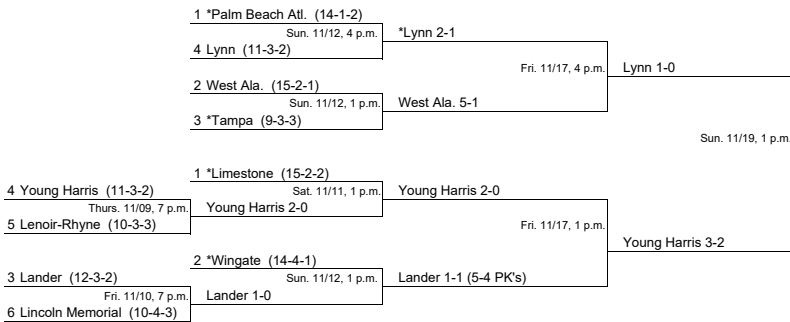 1 *Palm Beach Atl. (14-1-2)
Sun. 11/12, 4 p.m.
4 Lynn (11-3-2)
*Lynn 2-1
Fri. 11/17, 4 p.m.
Lynn 1-0
2 West Ala. (15-2-1)
Sun. 11/12, 1 p.m.
3 *Tampa (9-3-3)
West Ala. 5-1
Sun. 11/19, 1 p.m.
1 *Limestone (15-2-2)
4 Young Harris (11-3-2)
Sat. 11/11, 1 p.m.
Young Harris 2-0
Thurs. 11/09, 7 p.m.
Young Harris 2-0
5 Lenoir-Rhyne (10-3-3)
Fri. 11/17, 1 p.m.
Young Harris 3-2
2 *Wingate (14-4-1)
3 Lander (12-3-2)
Sun. 11/12, 1 p.m.
Lander 1-1 (5-4 PK's)
Fri. 11/10, 7 p.m.
Lander 1-0
6 Lincoln Memorial (10-4-3)